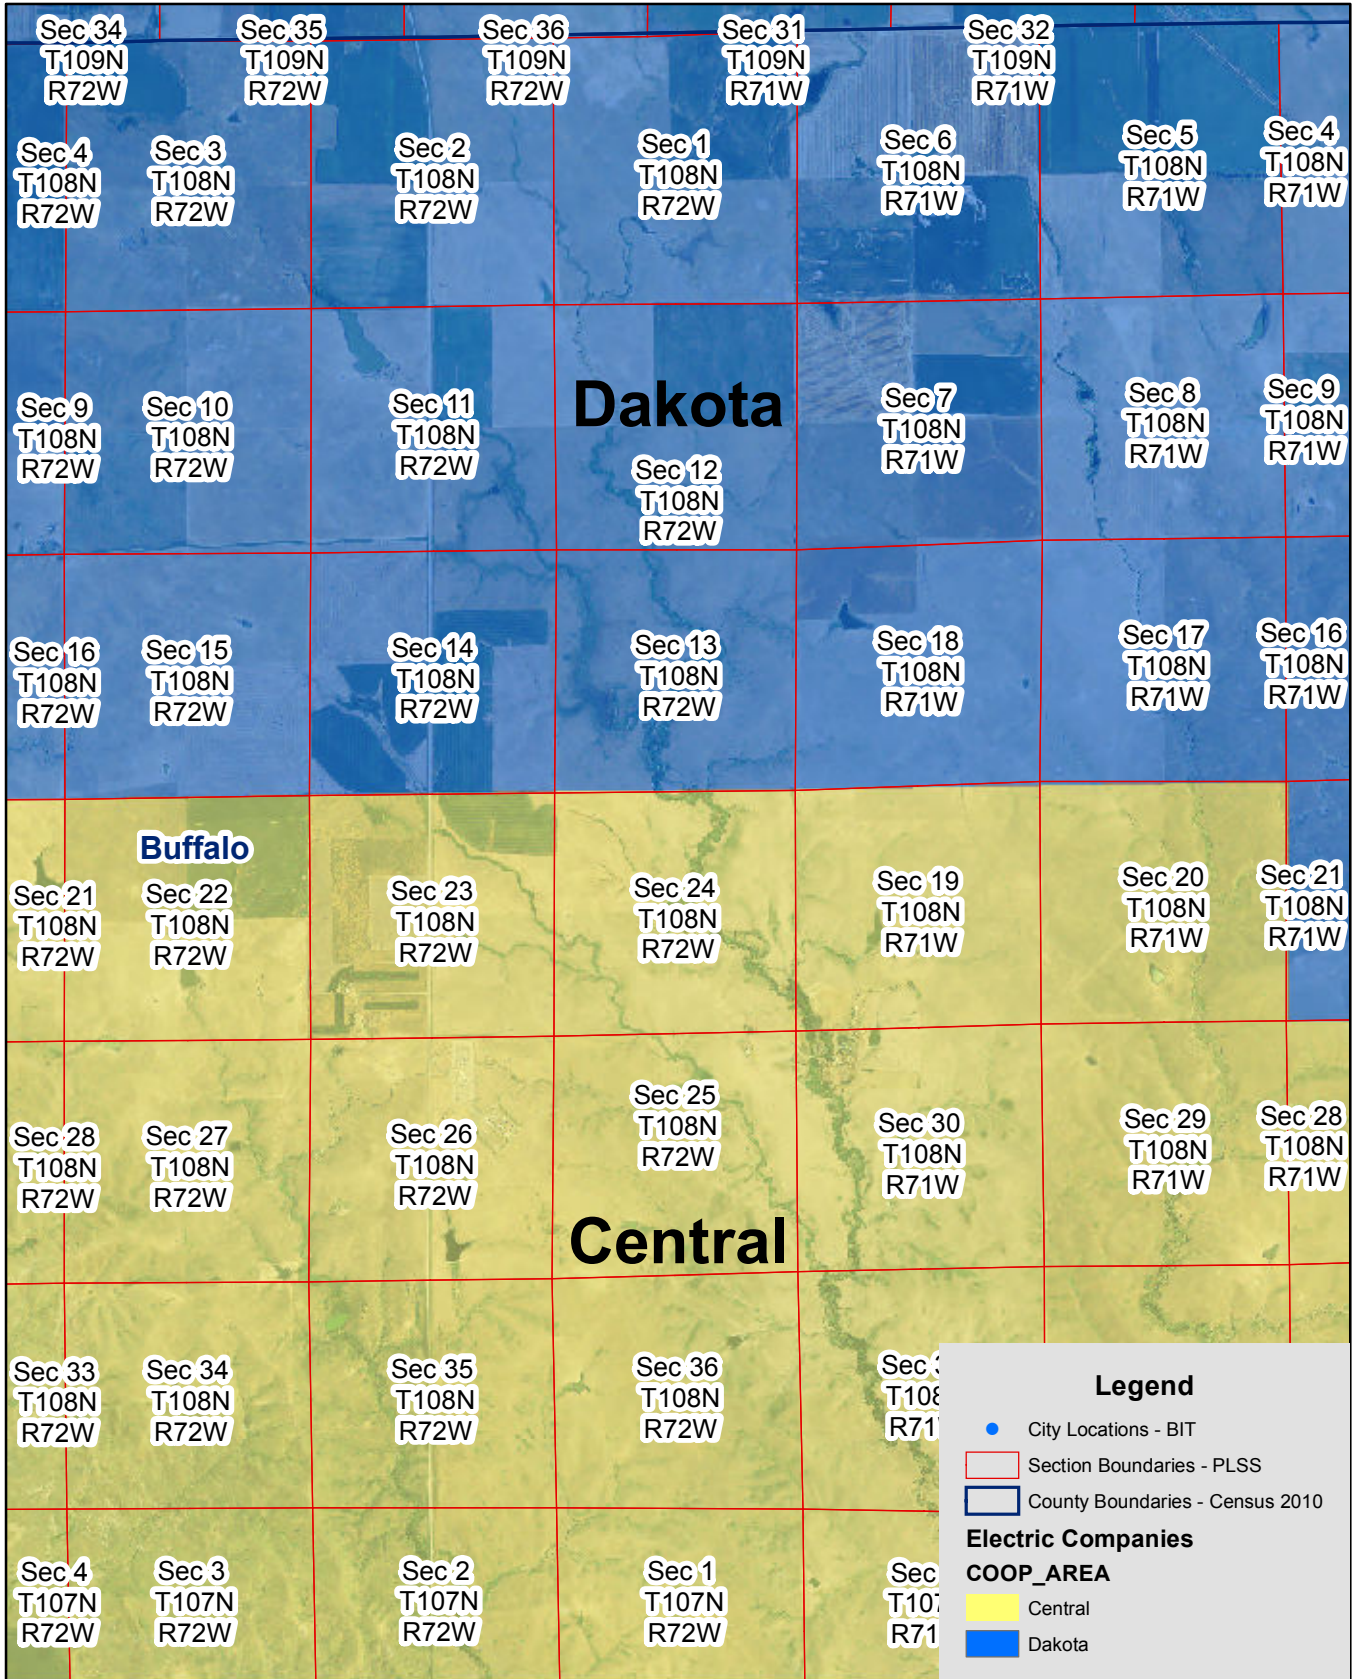 Sec 34
T109N
R72W
Sec 35
T109N
R72W
Sec 36
T109N
R72W
Sec 31
T109N
R71W
Sec 32
T109N
R71W
Sec 4
T108N
R72W
Sec 3
T108N
R72W
Sec 2
T108N
R72W
Sec 1
T108N
R72W
Sec 6
T108N
R71W
Sec 5
T108N
R71W
Sec 4
T108N
R71W
Dakota
Sec 9
T108N
R72W
Sec 10
T108N
R72W
Sec 11
T108N
R72W
Sec 12
T108N
R72W
Sec 7
T108N
R71W
Sec 8
T108N
R71W
Sec 9
T108N
R71W
Sec 16
T108N
R72W
Sec 15
T108N
R72W
Sec 14
T108N
R72W
Sec 13
T108N
R72W
Sec 18
T108N
R71W
Sec 17
T108N
R71W
Sec 16
T108N
R71W
Buffalo
Sec 21
T108N
R72W
Sec 22
T108N
R72W
Sec 23
T108N
R72W
Sec 24
T108N
R72W
Sec 19
T108N
R71W
Sec 20
T108N
R71W
Sec 21
T108N
R71W
Sec 28
T108N
R72W
Sec 27
T108N
R72W
Sec 26
T108N
R72W
Sec 25
T108N
R72W
Sec 30
T108N
R71W
Sec 29
T108N
R71W
Sec 28
T108N
R71W
Central
Sec 33
T108N
R72W
Sec 34
T108N
R72W
Sec 35
T108N
R72W
Sec 36
T108N
R72W
Sec
T108
R71
Sec 4
T107N
R72W
Sec 3
T107N
R72W
Sec 2
T107N
R72W
Sec 1
T107N
R72W
Sec
T107
R71
Legend
City Locations - BIT
Section Boundaries - PLSS
County Boundaries - Census 2010
Electric Companies
COOP_AREA
Central
Dakota